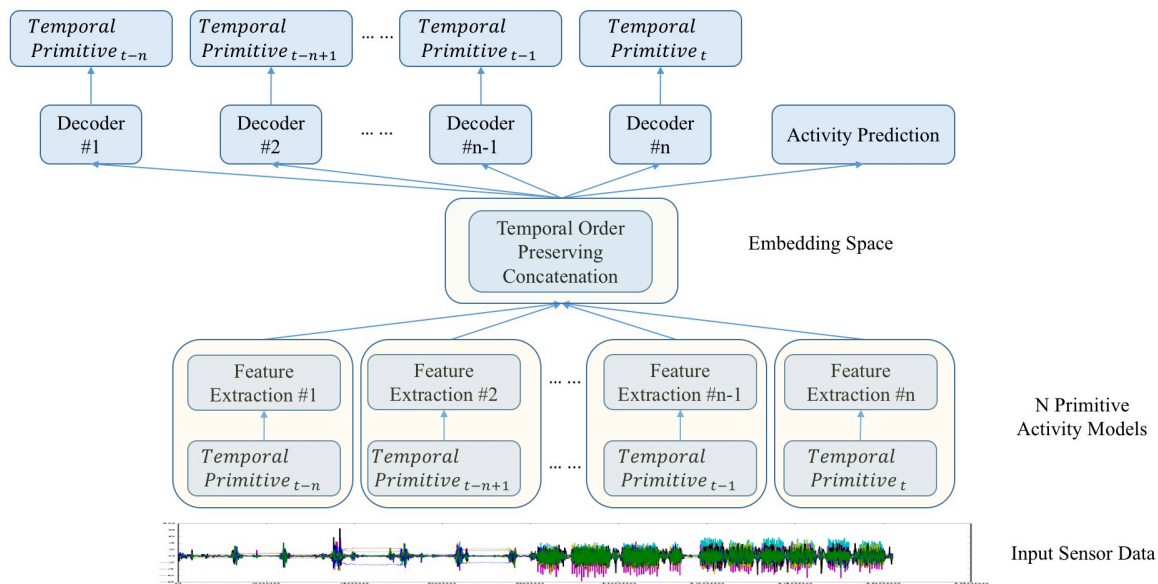 Temporal Primitive t−n
Temporal Primitive t−n+1
... ...
Temporal Primitive t−1
Temporal Primitive t
Decoder #1
Decoder #2
... ...
Decoder #n-1
Decoder #n
Activity Prediction
Temporal Order Preserving Concatenation
Embedding Space
Feature Extraction #1
Feature Extraction #2
... ...
Feature Extraction #n-1
Feature Extraction #n
N Primitive Activity Models
Temporal Primitive t−n
Temporal Primitive t−n+1
... ...
Temporal Primitive t−1
Temporal Primitive t
Input Sensor Data